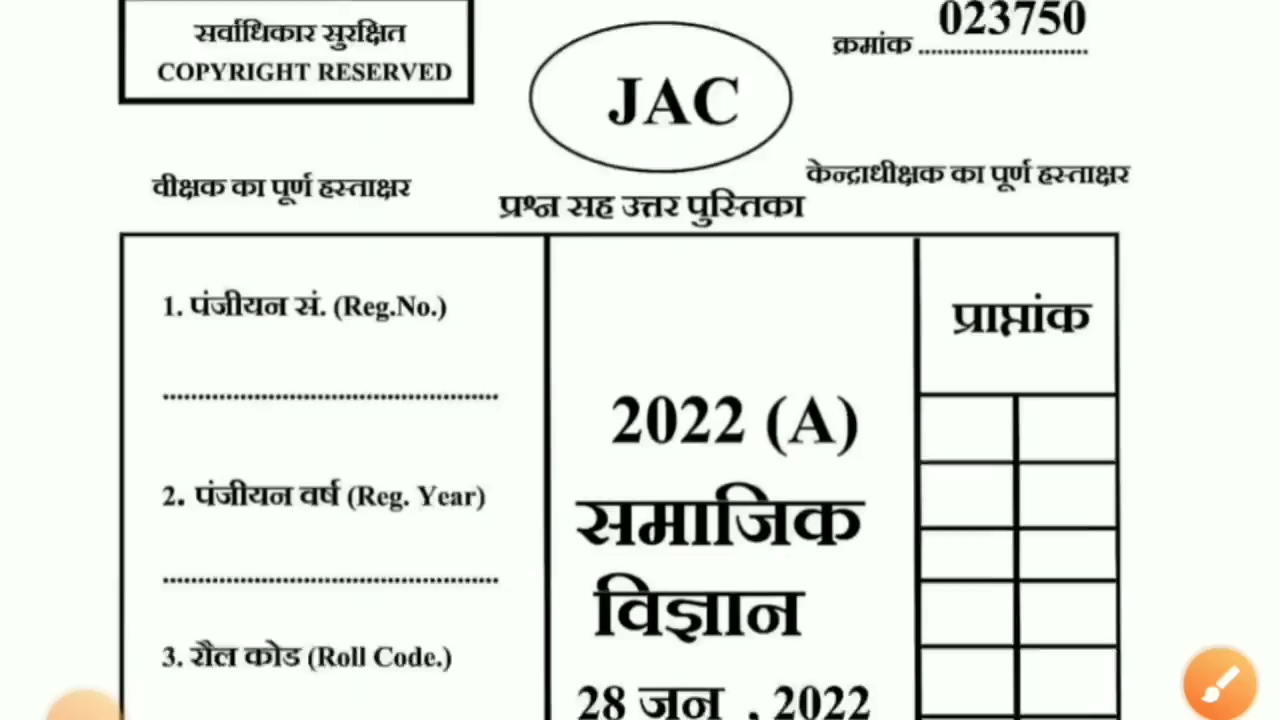 सर्वाधिकार सुरक्षित
COPYRIGHT RESERVED
JAC
023750
क्रमांक ........................
वीक्षक का पूर्ण हस्ताक्षर
प्रश्न सह उत्तर पुस्तिका
केन्द्राधीक्षक का पूर्ण हस्ताक्षर
1. पंजीयन सं. (Reg.No.)
................................................
2. पंजीयन वर्ष (Reg. Year)
................................................
3. रौल कोड (Roll Code.)
2022 (A)
समाजिक
विज्ञान
28 जन , 2022
प्राप्तांक